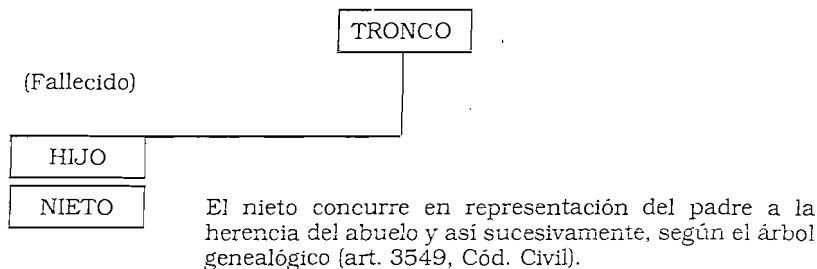 TRONCO
(Fallecido)
HIJO
NIETO
El nieto concurre en representación del padre a la
herencia del abuelo y así sucesivamente, según el árbol
genealógico (art. 3549, Cód. Civil).